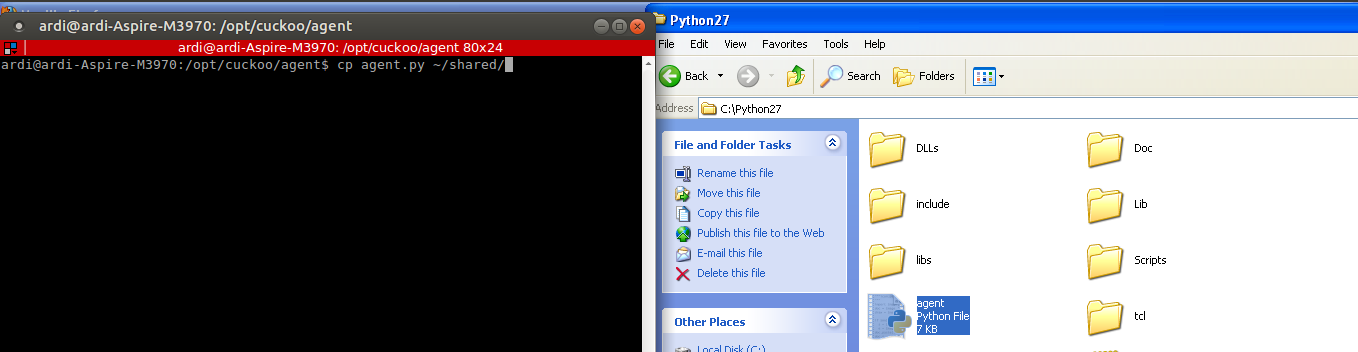 ardi@ardi-Aspire-M3970: /opt/cuckoo/agent
ardi@ardi-Aspire-M3970: /opt/cuckoo/agent 80x24
ardi@ardi-Aspire-M3970:/opt/cuckoo/agent$ cp agent.py ~/shared/
Python27
File Edit View Favorites Tools Help
Back Search Folders
Address C:\Python27
File and Folder Tasks
Rename this file
Move this file
Copy this file
Publish this file to the Web
E-mail this file
Delete this file
Other Places
Local Disk (C:)
DLLs Doc
include Lib
libs Scripts
agent
Python File
7 KB
tcl